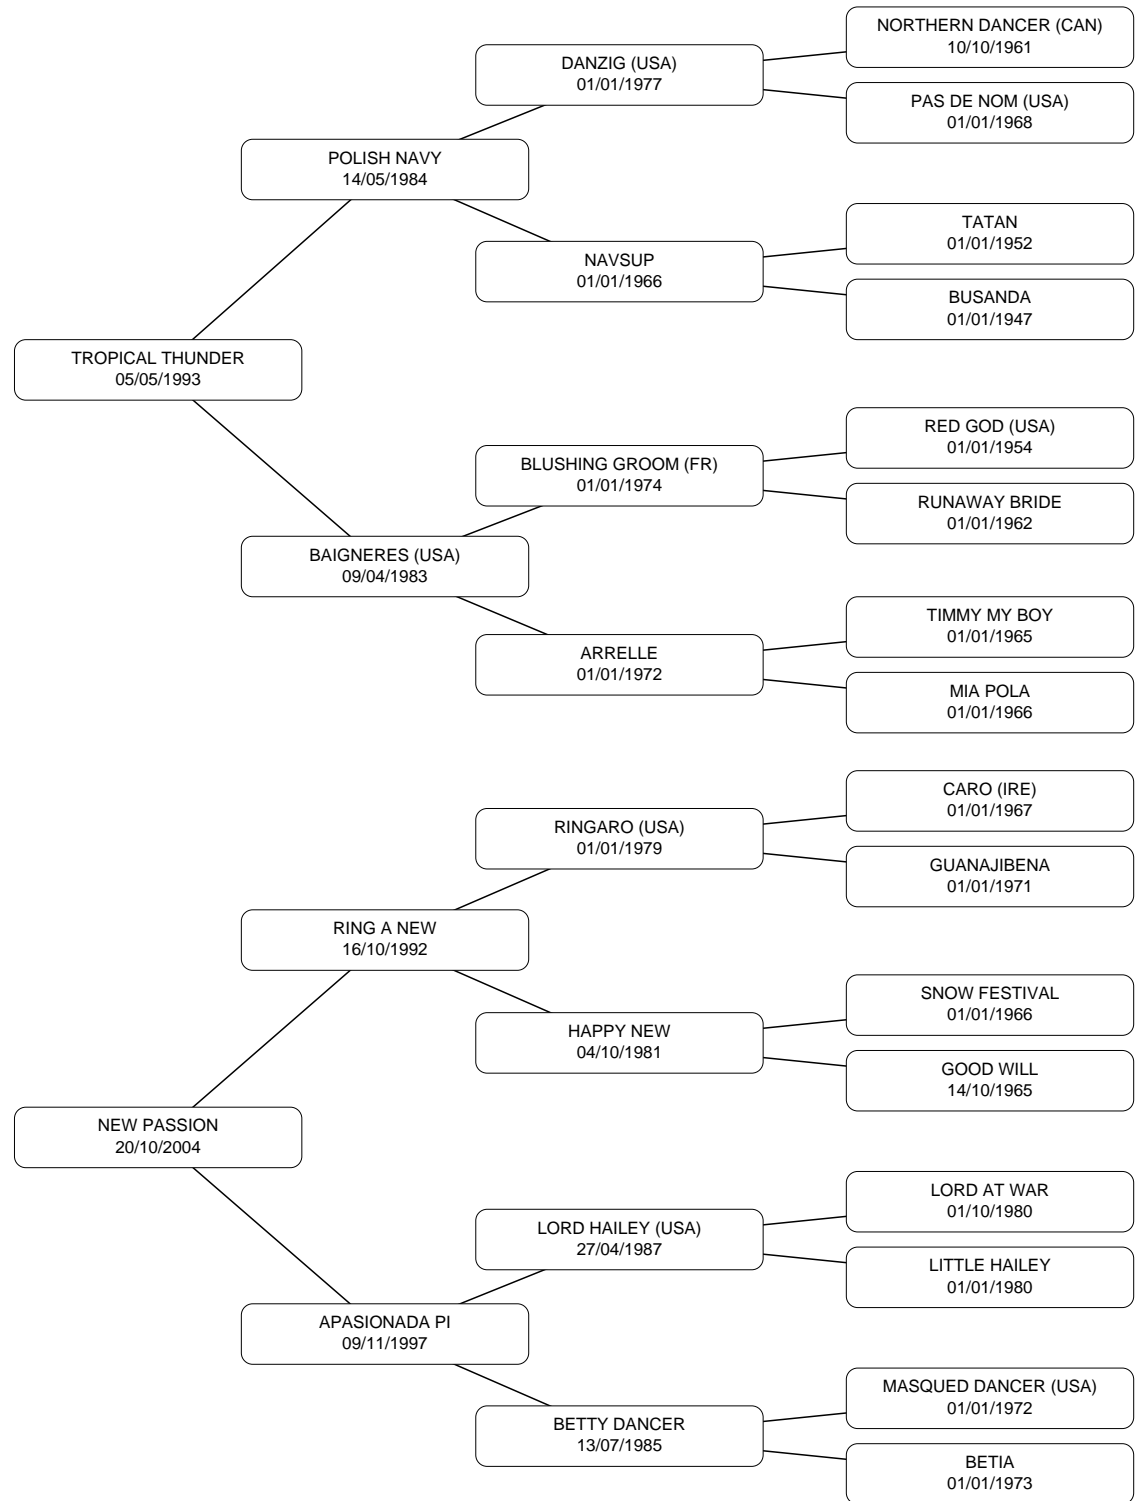 NORTHERN DANCER (CAN)
10/10/1961
DANZIG (USA)
01/01/1977
PAS DE NOM (USA)
01/01/1968
POLISH NAVY
14/05/1984
TATAN
01/01/1952
NAVSUP
01/01/1966
BUSANDA
01/01/1947
TROPICAL THUNDER
05/05/1993
RED GOD (USA)
01/01/1954
BLUSHING GROOM (FR)
01/01/1974
RUNAWAY BRIDE
01/01/1962
BAIGNERES (USA)
09/04/1983
TIMMY MY BOY
01/01/1965
ARRELLE
01/01/1972
MIA POLA
01/01/1966
CARO (IRE)
01/01/1967
RINGARO (USA)
01/01/1979
GUANAJIBENA
01/01/1971
RING A NEW
16/10/1992
SNOW FESTIVAL
01/01/1966
HAPPY NEW
04/10/1981
GOOD WILL
14/10/1965
NEW PASSION
20/10/2004
LORD AT WAR
01/10/1980
LORD HAILEY (USA)
27/04/1987
LITTLE HAILEY
01/01/1980
APASIONADA PI
09/11/1997
MASQUED DANCER (USA)
01/01/1972
BETTY DANCER
13/07/1985
BETIA
01/01/1973